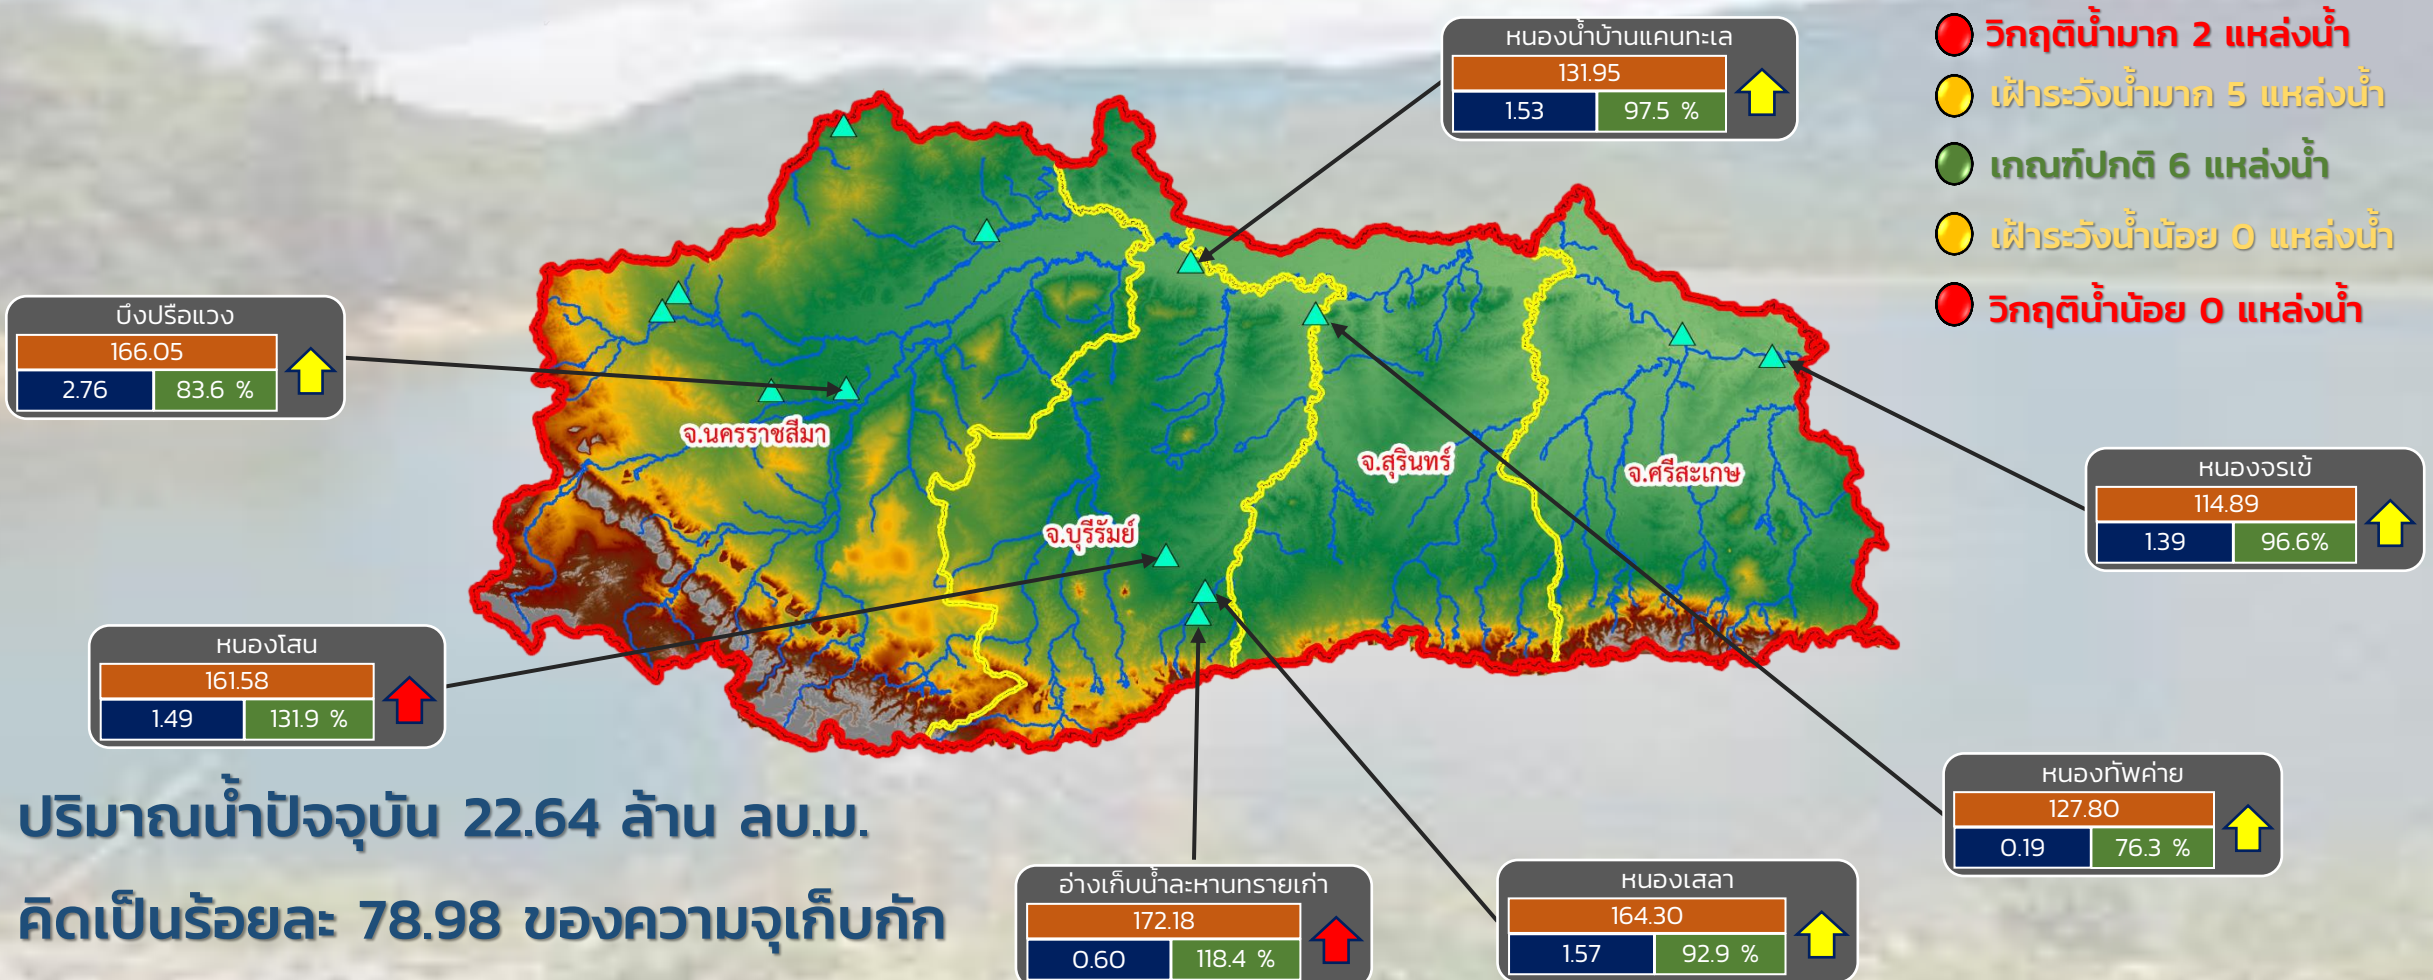 หนองน้ำบ้านแคนทะเล
131.95
1.53 97.5 %
วิกฤติน้ำมาก 2 แหล่งน้ำ
เฝ้าระวังน้ำมาก 5 แหล่งน้ำ
เกณฑ์ปกติ 6 แหล่งน้ำ
เฝ้าระวังน้ำน้อย 0 แหล่งน้ำ
วิกฤติน้ำน้อย 0 แหล่งน้ำ
บึงปรือแวง
166.05
2.76 83.6 %
จ.นครราชสีมา
จ.บุรีรัมย์
จ.สุรินทร์
จ.ศรีสะเกษ
หนองจรเข้
114.89
1.39 96.6%
หนองโสน
161.58
1.49 131.9 %
หนองทัพค่าย
127.80
0.19 76.3 %
ปริมาณน้ำปัจจุบัน 22.64 ล้าน ลบ.ม.
คิดเป็นร้อยละ 78.98 ของความจุเก็บกัก
อ่างเก็บน้ำละหานทรายเก่า
172.18
0.60 118.4 %
หนองเสลา
164.30
1.57 92.9 %